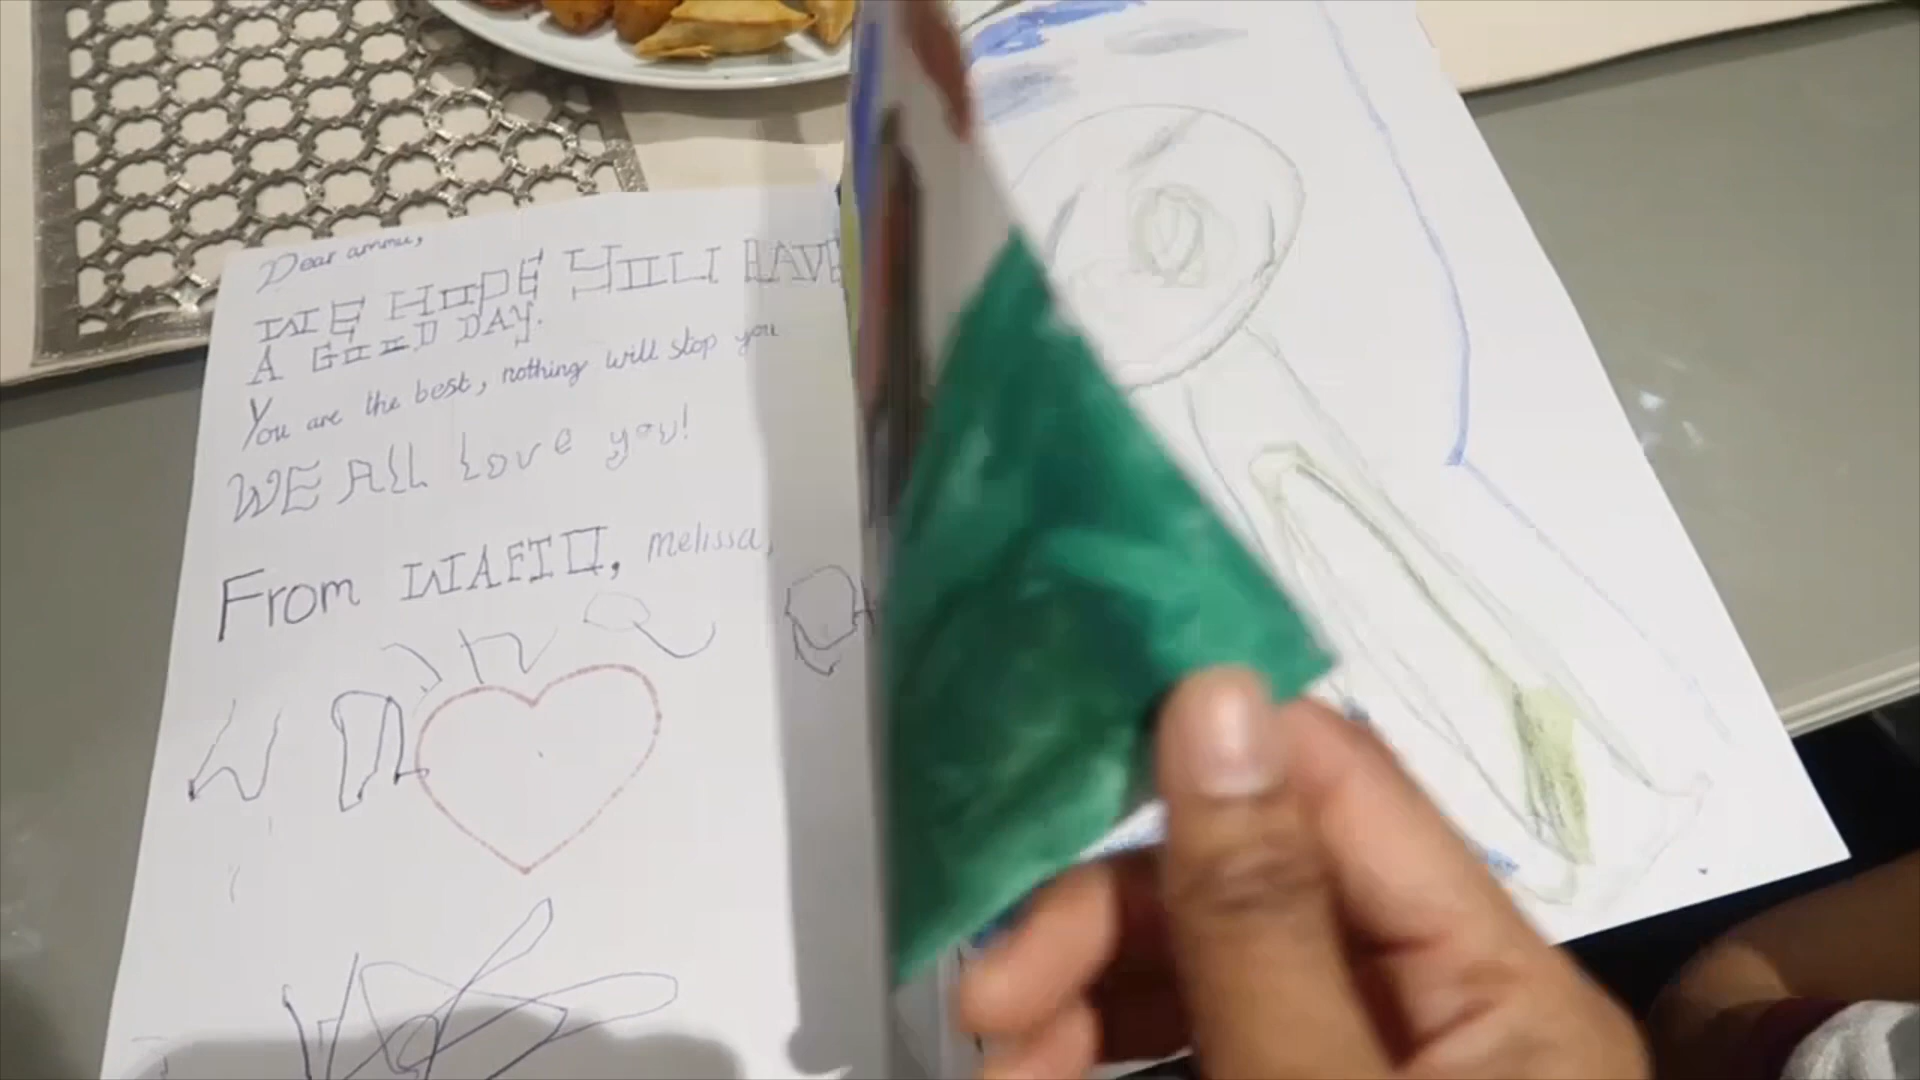 Dear ammu,
WE HOPE YOU HAVE
A GOOD DAY.
You are the best, nothing will stop you
WE All love you!
From WAFIU, melissa,